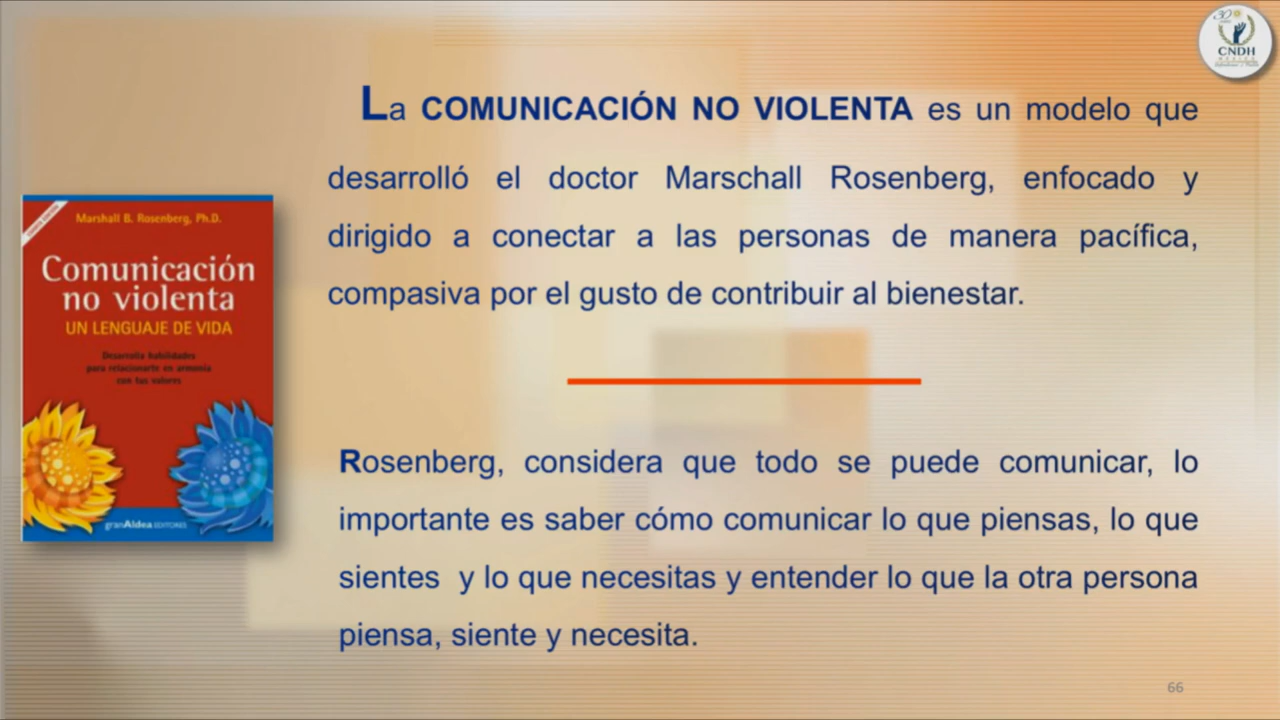 CNDH
La COMUNICACIÓN NO VIOLENTA es un modelo que
desarrolló el doctor Marschall Rosenberg, enfocado y
dirigido a conectar a las personas de manera pacífica,
compasiva por el gusto de contribuir al bienestar.
Marshall B. Rosenberg, Ph.D.
Comunicación
no violenta
UN LENGUAJE DE VIDA
Desarrolla habilidades
para relacionarte en armonía
con tus valores
granAldea EDITORES
Rosenberg, considera que todo se puede comunicar, lo
importante es saber cómo comunicar lo que piensas, lo que
sientes y lo que necesitas y entender lo que la otra persona
piensa, siente y necesita.
66